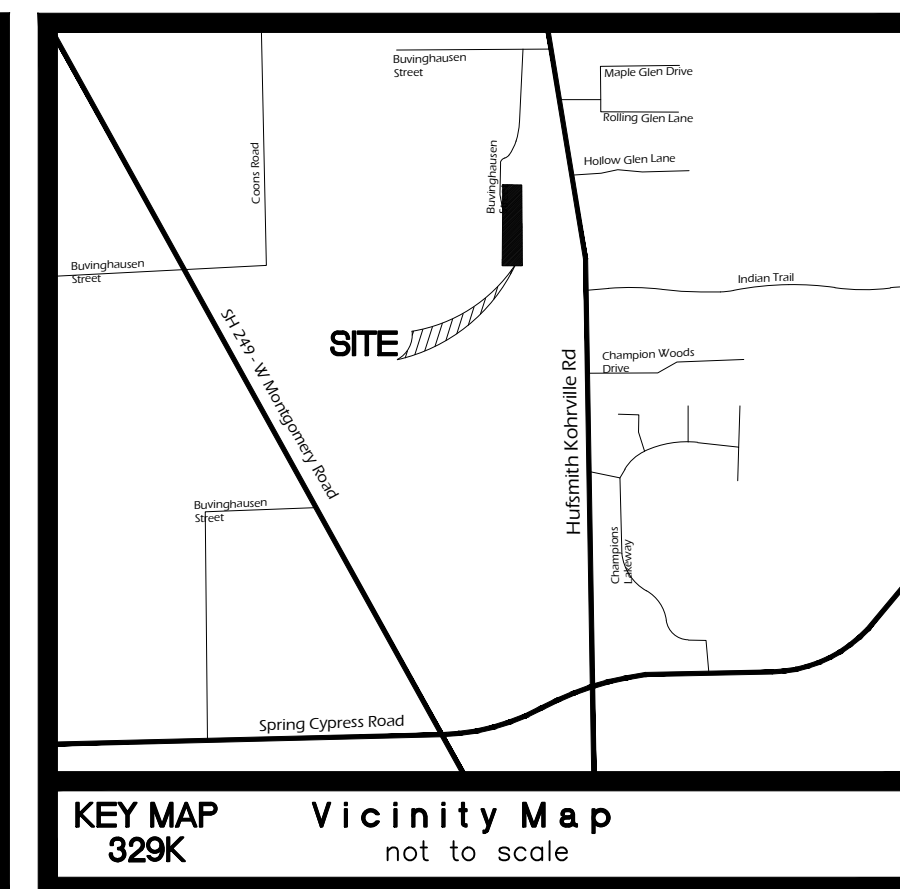 Buvinghausen
Street
Maple Glen Drive
Rolling Glen Lane
Hollow Glen Lane
Coons Road
Buvinghausen
Buvinghausen
Street
Indian Trail
SH 249 - W Montgomery Road
SITE
Hufsmith Kohrville Rd
Champion Woods
Drive
Buvinghausen
Street
Champions
Lakeway
Spring Cypress Road
KEY MAP
329K
Vicinity Map
not to scale